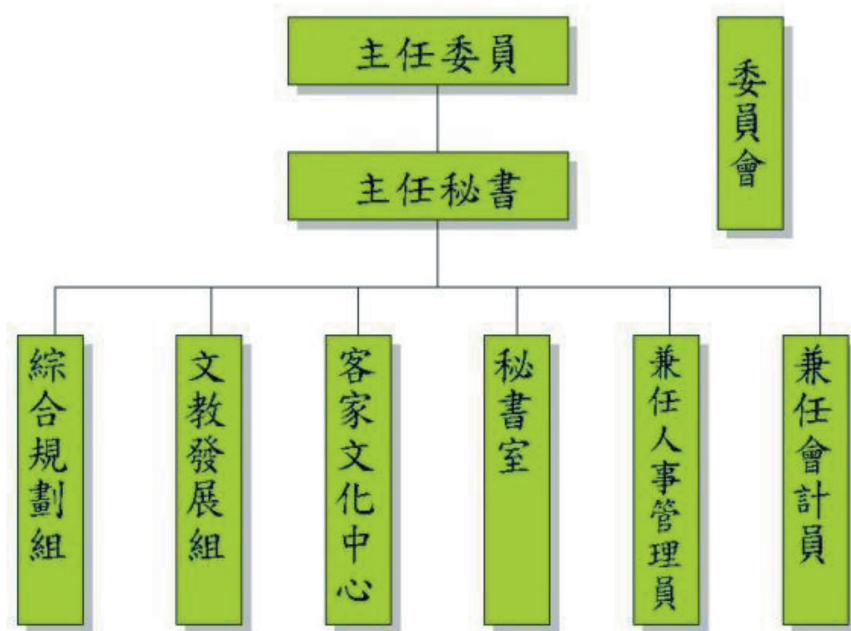 主任委員
委員會
主任秘書
綜合規劃組
文教發展組
客家文化中心
秘書室
兼任人事管理員
兼任會計員